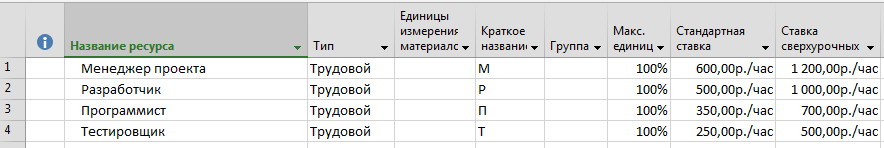 Название ресурса Тип Единицы измерения материалс Краткое название Группа Макс. единиц Стандартная ставка Ставка сверхурочных
1 Менеджер проекта Трудовой М 100% 600,00р./час 1 200,00р./час
2 Разработчик Трудовой Р 100% 500,00р./час 1 000,00р./час
3 Программист Трудовой П 100% 350,00р./час 700,00р./час
4 Тестировщик Трудовой Т 100% 250,00р./час 500,00р./час